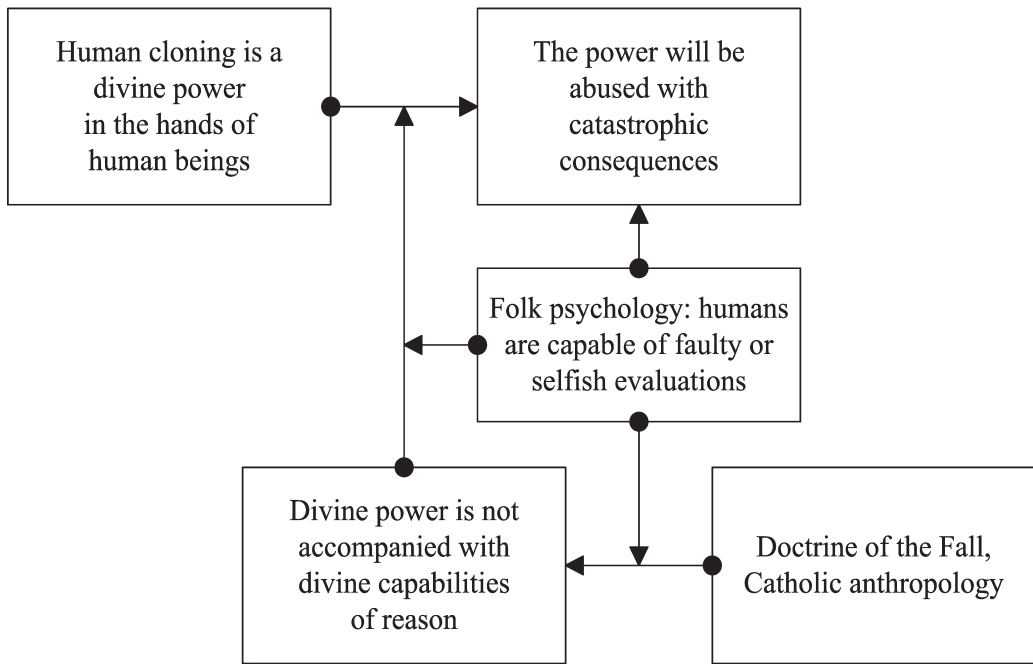 Human cloning is a
divine power
in the hands of
human beings
The power will be
abused with
catastrophic
consequences
Folk psychology: humans
are capable of faulty or
selfish evaluations
Divine power is not
accompanied with
divine capabilities
of reason
Doctrine of the Fall,
Catholic anthropology